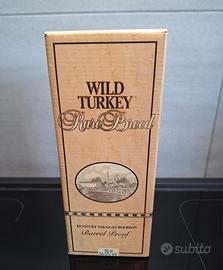 WILD
TURKEY
Rare Breed
KENTUCKY STRAIGHT BOURBON
Barrel Proof
subito